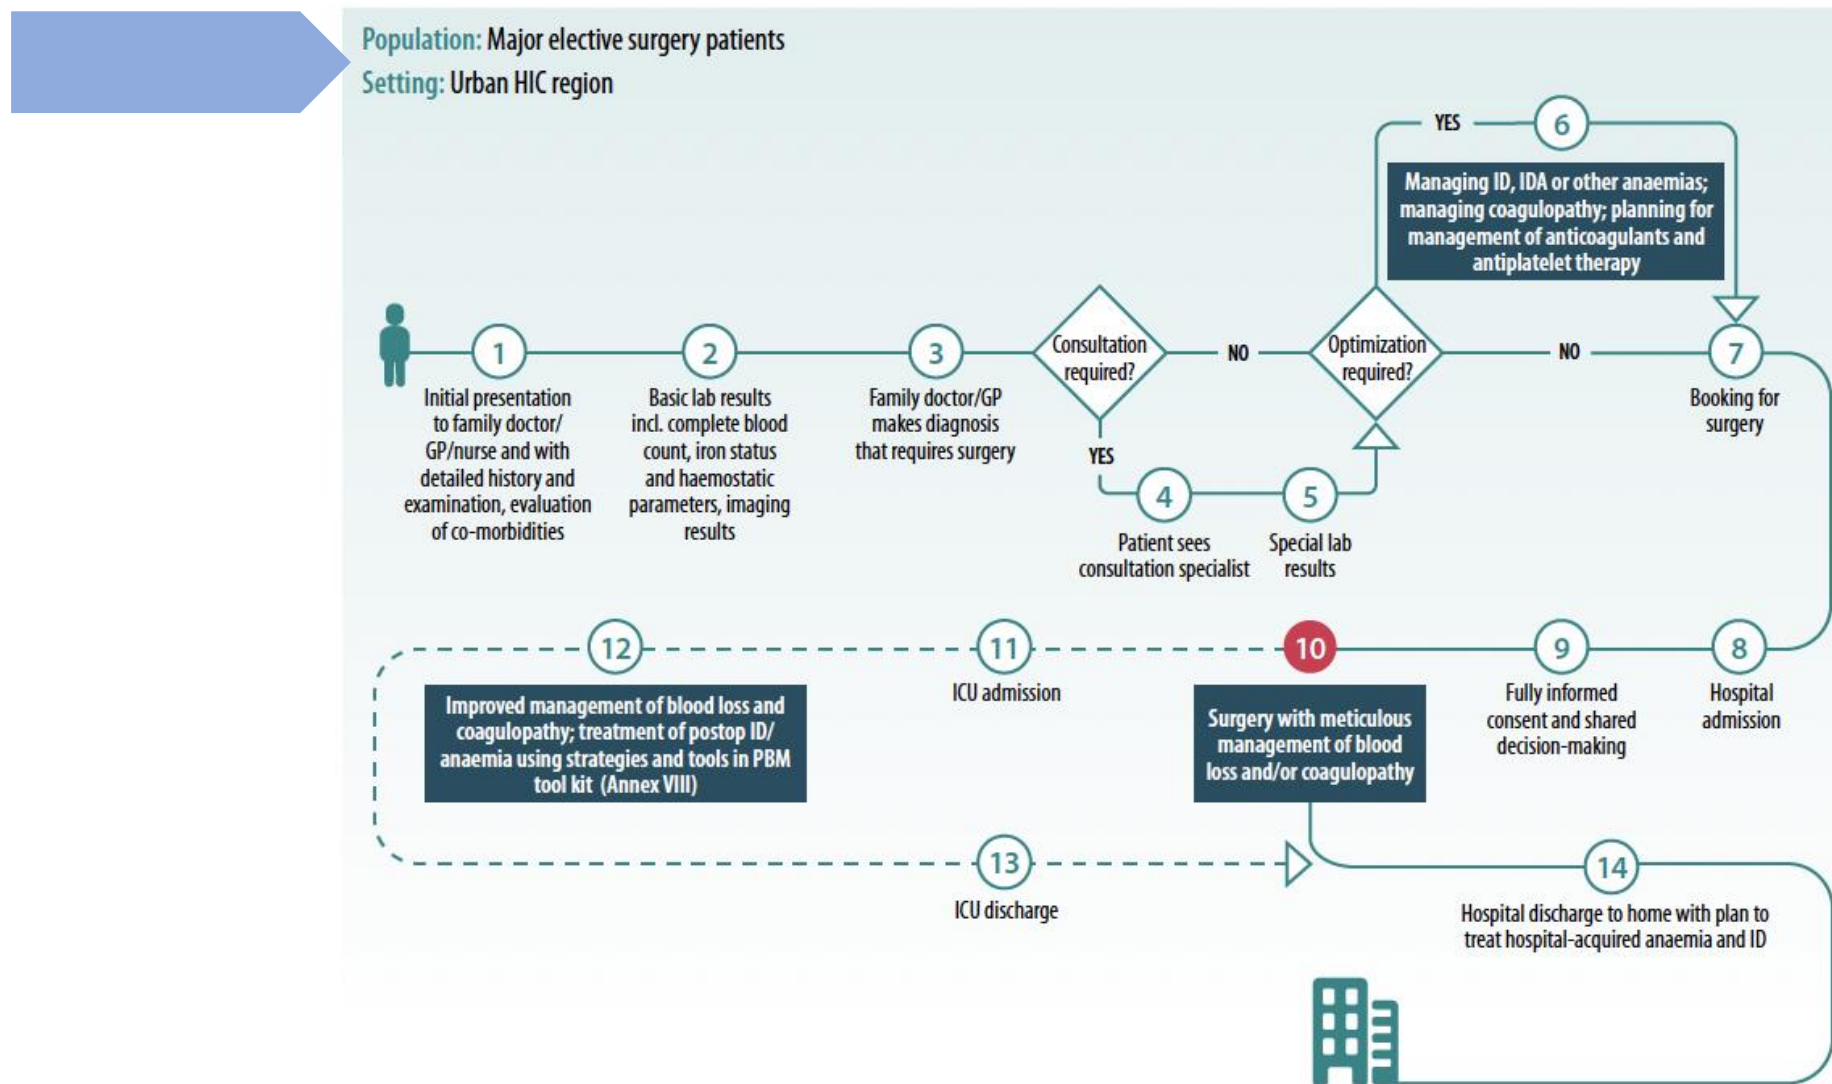 Population: Major elective surgery patients
Setting: Urban HIC region
YES
6
Managing ID, IDA or other anaemias;
managing coagulopathy; planning for
management of anticoagulants and
antiplatelet therapy
1
Initial presentation
to family doctor/
GP/nurse and with
detailed history and
examination, evaluation
of co-morbidities
2
Basic lab results
incl. complete blood
count, iron status
and haemostatic
parameters, imaging
results
3
Family doctor/GP
makes diagnosis
that requires surgery
Consultation
required?
NO
YES
4
Patient sees
consultation specialist
5
Special lab
results
Optimization
required?
NO
7
Booking for
surgery
8
Hospital
admission
9
Fully informed
consent and shared
decision-making
10
Surgery with meticulous
management of blood
loss and/or coagulopathy
11
ICU admission
12
Improved management of blood loss and
coagulopathy; treatment of postop ID/
anaemia using strategies and tools in PBM
tool kit (Annex VIII)
13
ICU discharge
14
Hospital discharge to home with plan to
treat hospital-acquired anaemia and ID